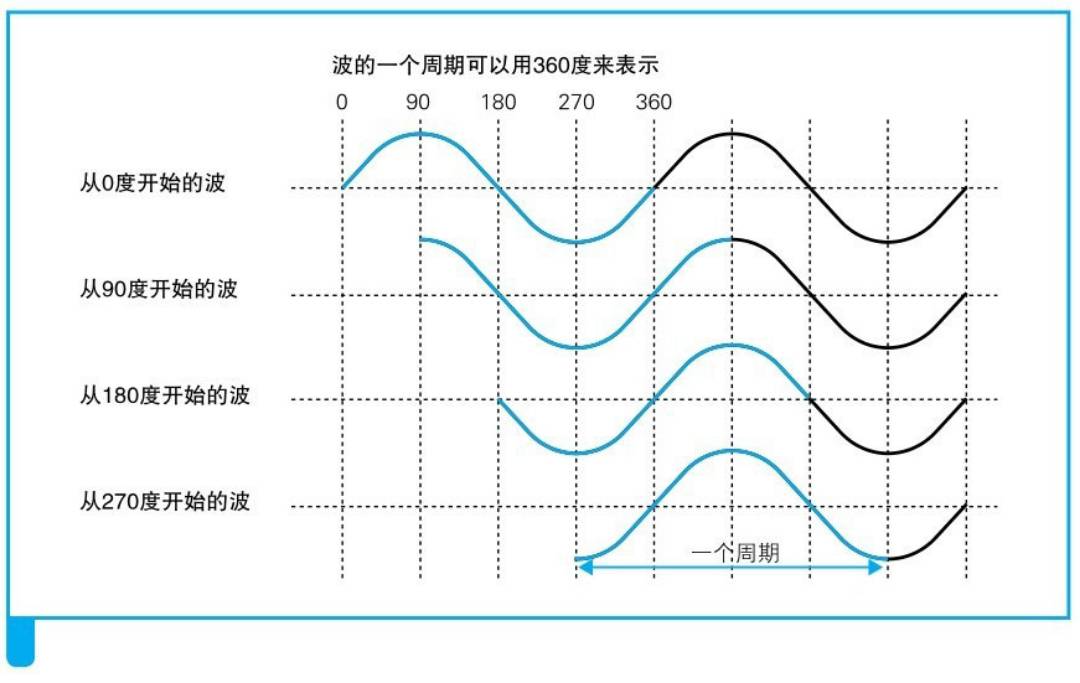 波的一个周期可以用360度来表示
0 90 180 270 360
从0度开始的波
从90度开始的波
从180度开始的波
从270度开始的波
一个周期